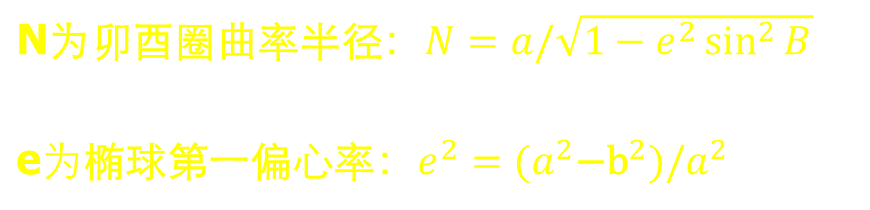 N为卯酉圈曲率半径：N = a/√1 − e² sin² B
e为椭球第一偏心率：e² = (a²−b²)/a²